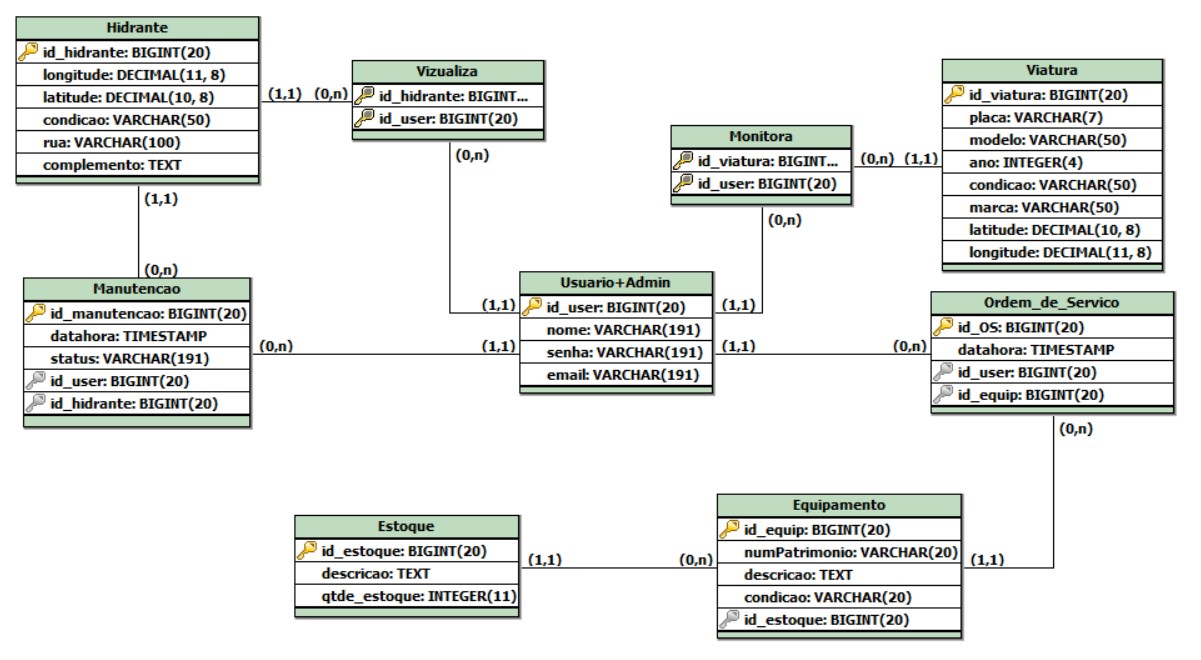 Hidrante
id_hidrante: BIGINT(20)
longitude: DECIMAL(11, 8)
latitude: DECIMAL(10, 8)
condicao: VARCHAR(50)
rua: VARCHAR(100)
complemento: TEXT
(1,1) (0,n)
Vizualiza
id_hidrante: BIGINT...
id_user: BIGINT(20)
(0,n)
Monitora
id_viatura: BIGINT...
id_user: BIGINT(20)
(0,n) (1,1)
(0,n)
Viatura
id_viatura: BIGINT(20)
placa: VARCHAR(7)
modelo: VARCHAR(50)
ano: INTEGER(4)
condicao: VARCHAR(50)
marca: VARCHAR(50)
latitude: DECIMAL(10, 8)
longitude: DECIMAL(11, 8)
(1,1)
(0,n)
Manutencao
id_manutencao: BIGINT(20)
datahora: TIMESTAMP
status: VARCHAR(191)
id_user: BIGINT(20)
id_hidrante: BIGINT(20)
(0,n)
(1,1)
(1,1)
Usuario+Admin
id_user: BIGINT(20)
nome: VARCHAR(191)
senha: VARCHAR(191)
email: VARCHAR(191)
(1,1)
(1,1)
(0,n)
Ordem_de_Servico
id_OS: BIGINT(20)
datahora: TIMESTAMP
id_user: BIGINT(20)
id_equip: BIGINT(20)
(0,n)
Estoque
id_estoque: BIGINT(20)
descricao: TEXT
qtde_estoque: INTEGER(11)
(1,1)
(0,n)
Equipamento
id_equip: BIGINT(20)
numPatrimonio: VARCHAR(20)
descricao: TEXT
condicao: VARCHAR(20)
id_estoque: BIGINT(20)
(1,1)